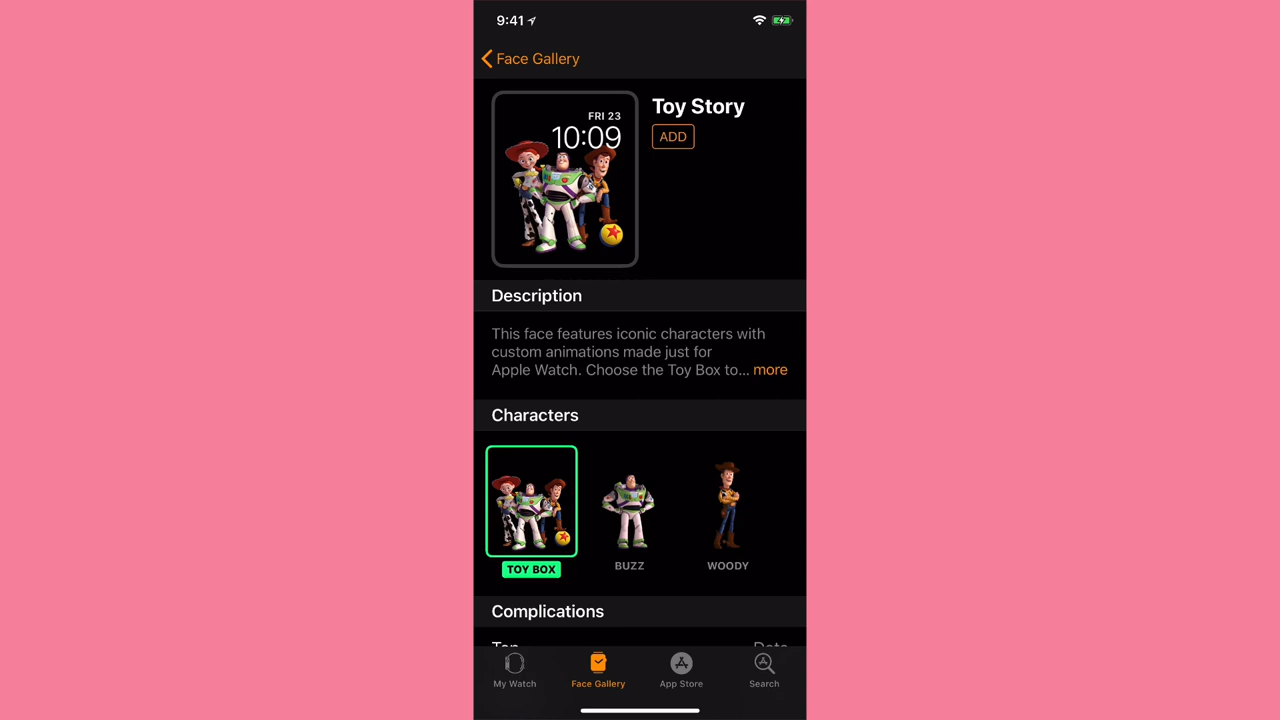 9:41
Face Gallery
FRI 23
10:09
Toy Story
ADD
Description
This face features iconic characters with
custom animations made just for
Apple Watch. Choose the Toy Box to... more
Characters
TOY BOX
BUZZ
WOODY
Complications
My Watch
Face Gallery
App Store
Search